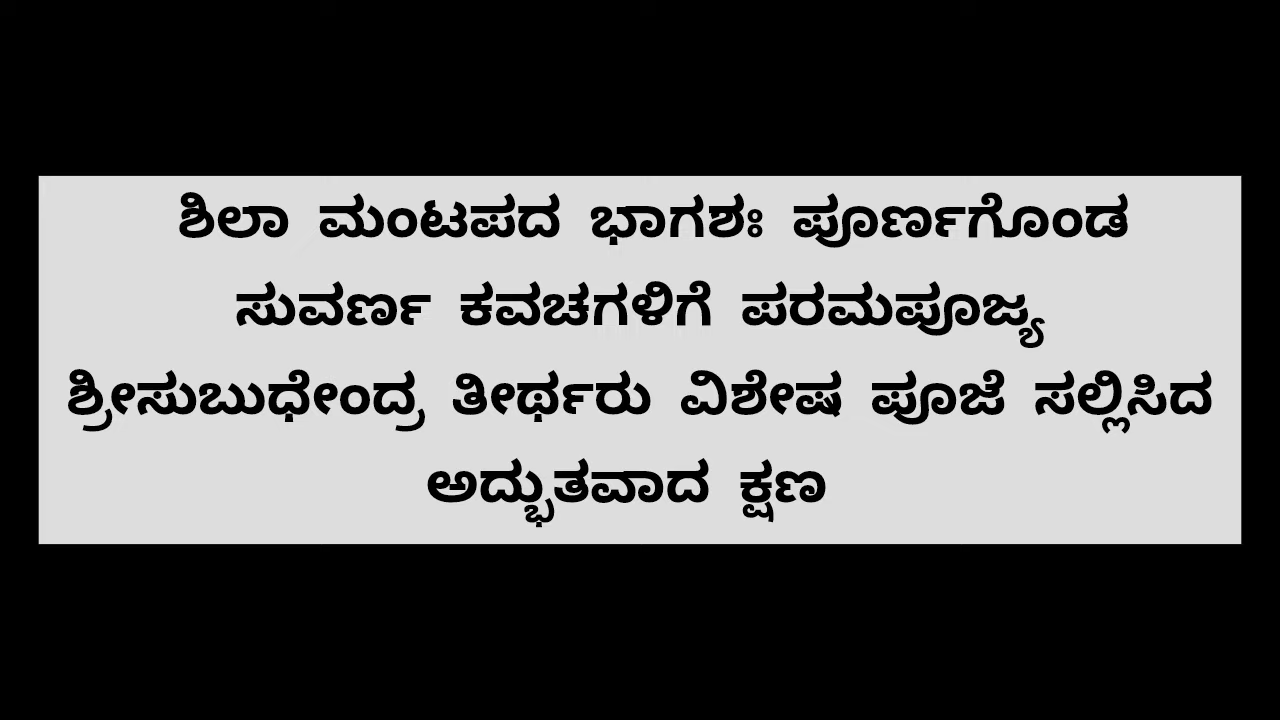 ಶಿಲಾ ಮಂಟಪದ ಭಾಗಶಃ ಪೂರ್ಣಗೊಂಡ
ಸುವರ್ಣ ಕವಚಗಳಿಗೆ ಪರಮಪೂಜ್ಯ
ಶ್ರೀಸುಬುಧೇಂದ್ರ ತೀರ್ಥರು ವಿಶೇಷ ಪೂಜೆ ಸಲ್ಲಿಸಿದ
ಅದ್ಭುತವಾದ ಕ್ಷಣ